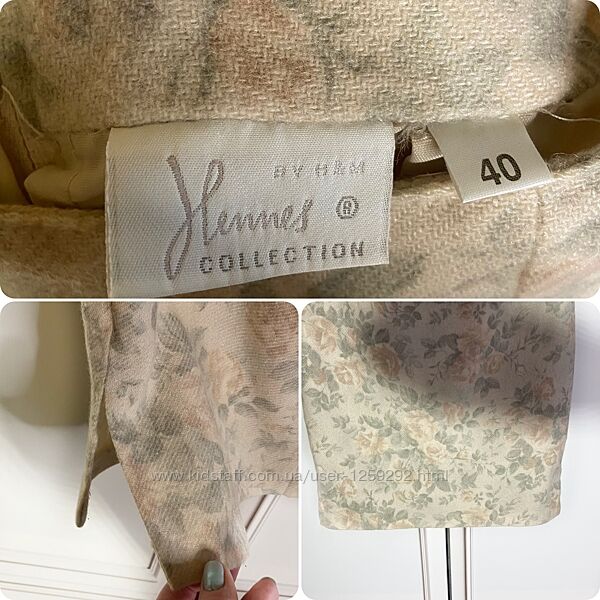 BY H&M
Hennes ®
COLLECTION
40
www.kidstaff.com.ua/user-1259292.html